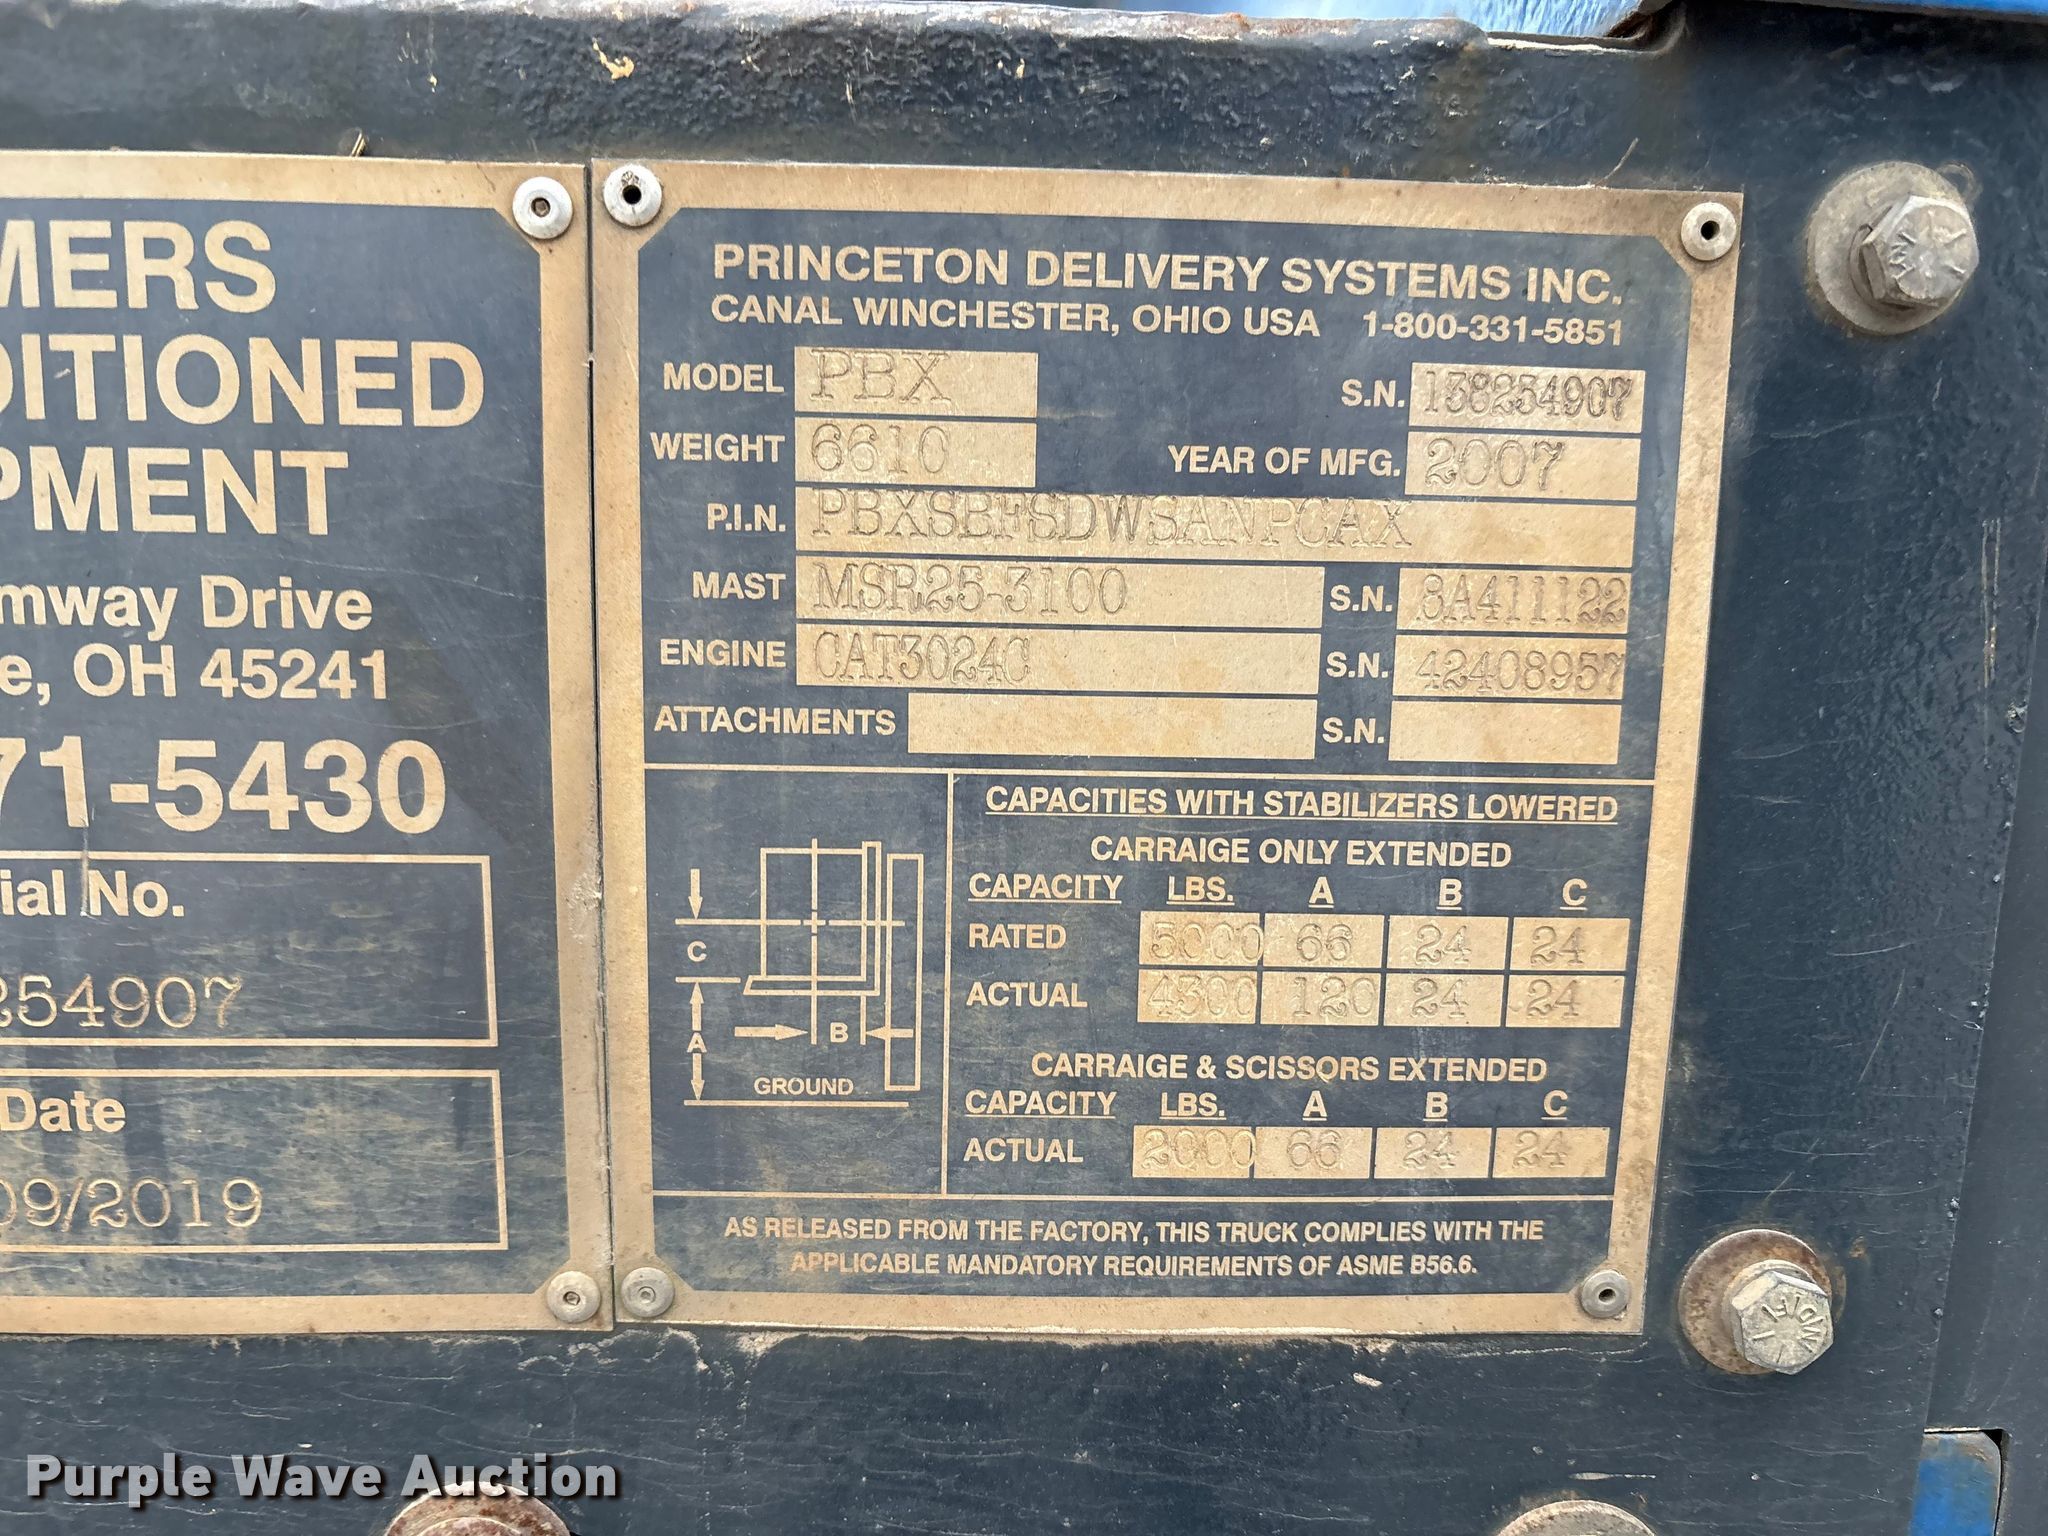 MERS
DITIONED
PMENT
mway Drive
e, OH 45241
71-5430
ial No.
254907
Date
09/2019
PRINCETON DELIVERY SYSTEMS INC.
CANAL WINCHESTER, OHIO USA 1-800-331-5851
MODEL PBX S.N. 138254907
WEIGHT 6610 YEAR OF MFG. 2007
P.I.N. PBXSBFSDWSANPCAX
MAST MSR25-3100 S.N. 8A411122
ENGINE CAT3024C S.N. 42408957
ATTACHMENTS S.N.
CAPACITIES WITH STABILIZERS LOWERED
CARRAIGE ONLY EXTENDED
CAPACITY LBS. A B C
RATED 5000 66 24 24
ACTUAL 4300 120 24 24
CARRAIGE & SCISSORS EXTENDED
CAPACITY LBS. A B C
ACTUAL 2000 66 24 24
C
B
A
GROUND
AS RELEASED FROM THE FACTORY, THIS TRUCK COMPLIES WITH THE
APPLICABLE MANDATORY REQUIREMENTS OF ASME B56.6.
Purple Wave Auction